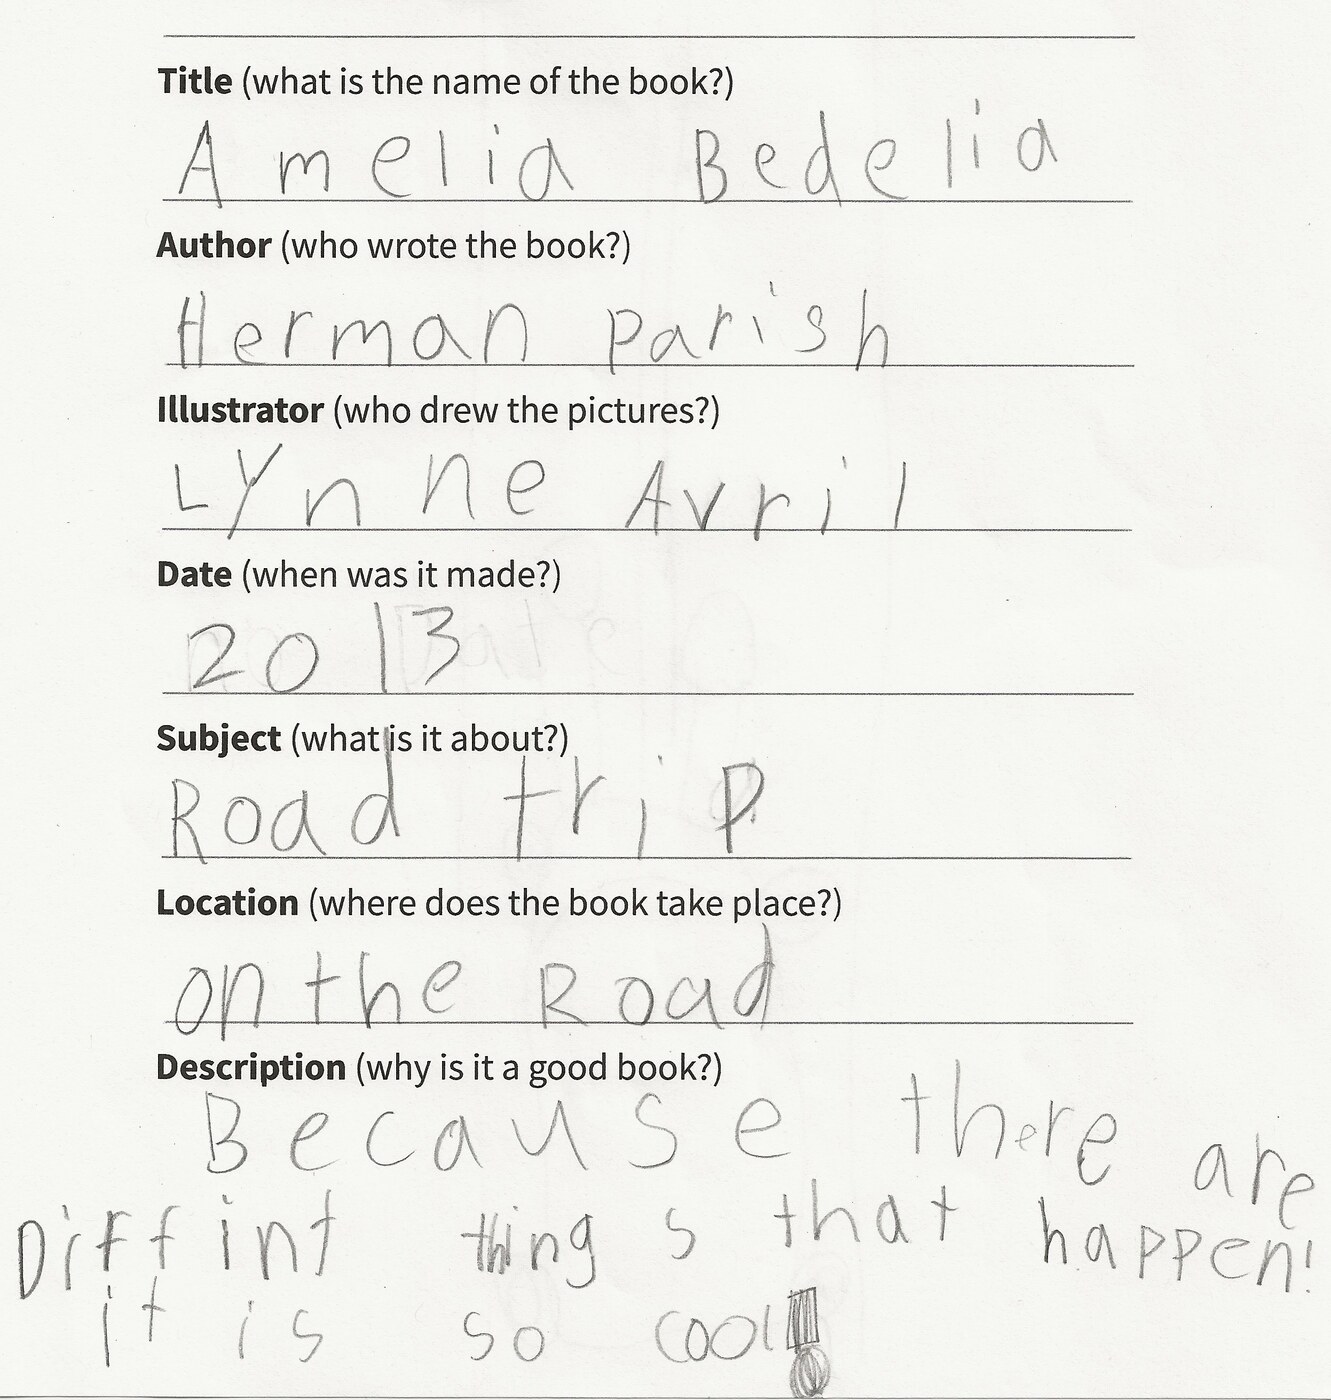 Title (what is the name of the book?)
Amelia Bedelia
Author (who wrote the book?)
Herman Parish
Illustrator (who drew the pictures?)
Lynne Avril
Date (when was it made?)
2013
Subject (what is it about?)
Road trip
Location (where does the book take place?)
on the Road
Description (why is it a good book?)
Because there are
Diffint things that happen!
it is so cool!